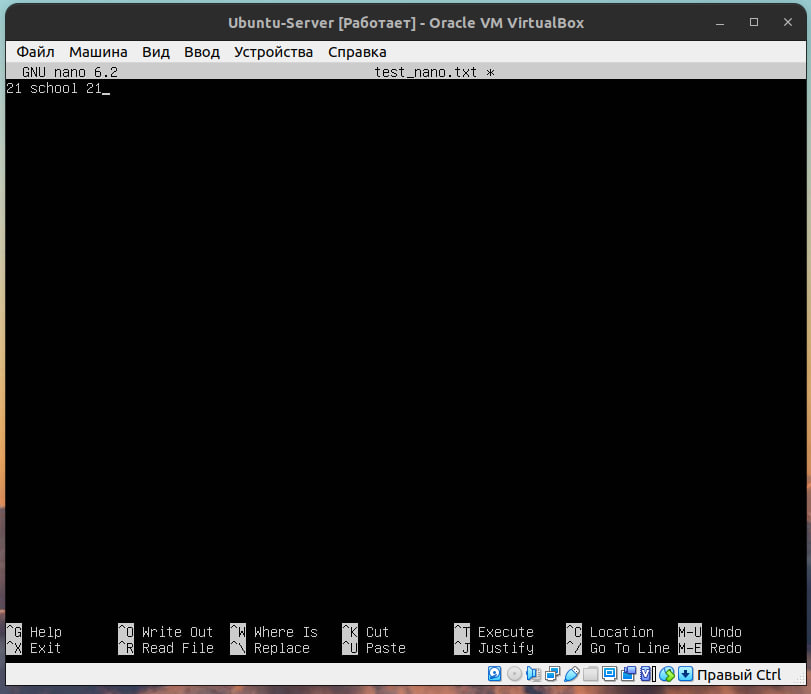 Ubuntu-Server [Работает] - Oracle VM VirtualBox
Файл Машина Вид Ввод Устройства Справка
GNU nano 6.2 test_nano.txt *
21 school 21_
^G Help ^O Write Out ^W Where Is ^K Cut ^T Execute ^C Location M-U Undo
^X Exit ^R Read File ^\ Replace ^U Paste ^J Justify ^/ Go To Line M-E Redo
Правый Ctrl